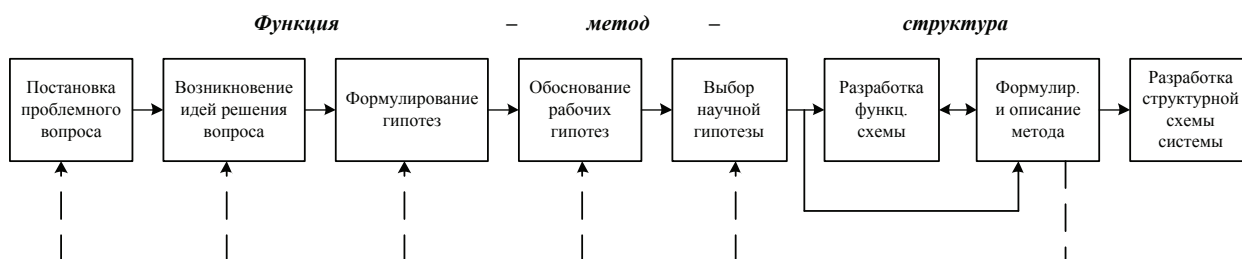 Функция – метод – структура
Постановка
проблемного
вопроса
Возникновение
идей решения
вопроса
Формулирование
гипотез
Обоснование
рабочих
гипотез
Выбор
научной
гипотезы
Разработка
функц.
схемы
Формулир.
и описание
метода
Разработка
структурной
схемы
системы